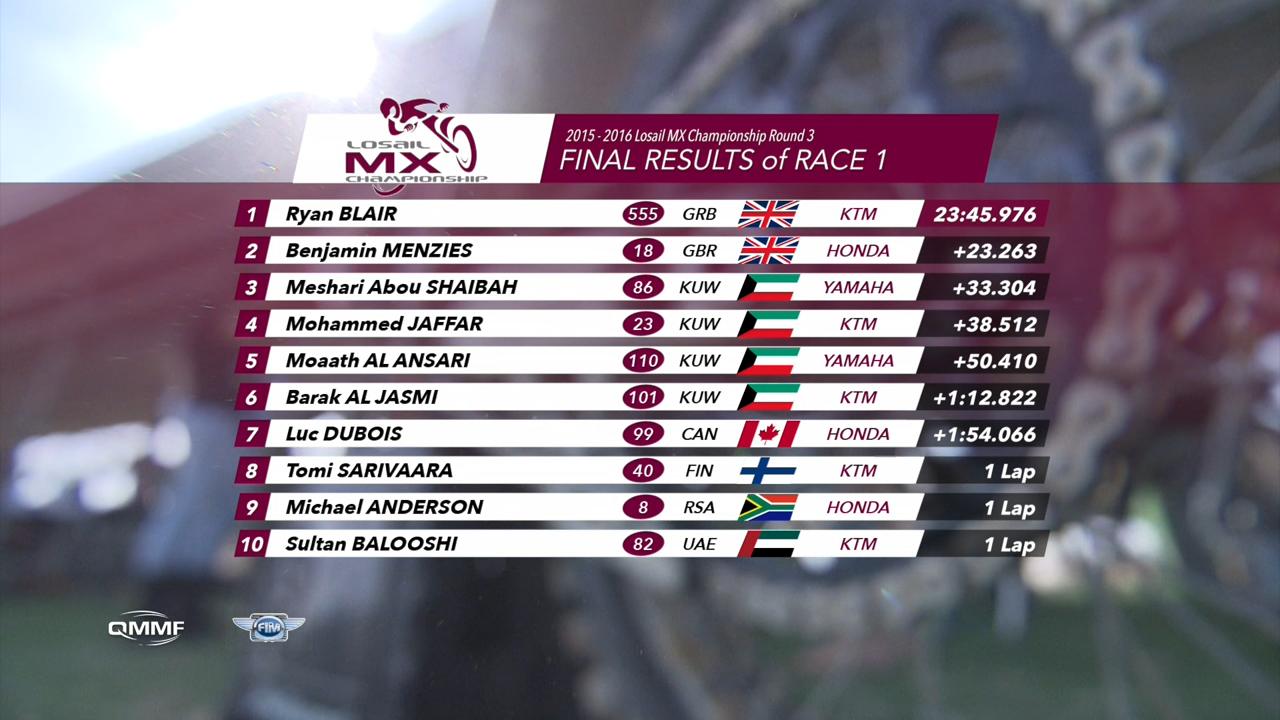 LOSAIL
MX
CHAMPIONSHIP
2015 - 2016 Losail MX Championship Round 3
FINAL RESULTS of RACE 1
1 Ryan BLAIR 555 GRB KTM 23:45.976
2 Benjamin MENZIES 18 GBR HONDA +23.263
3 Meshari Abou SHAIBAH 86 KUW YAMAHA +33.304
4 Mohammed JAFFAR 23 KUW KTM +38.512
5 Moaath AL ANSARI 110 KUW YAMAHA +50.410
6 Barak AL JASMI 101 KUW KTM +1:12.822
7 Luc DUBOIS 99 CAN HONDA +1:54.066
8 Tomi SARIVAARA 40 FIN KTM 1 Lap
9 Michael ANDERSON 8 RSA HONDA 1 Lap
10 Sultan BALOOSHI 82 UAE KTM 1 Lap
QMMF FIM